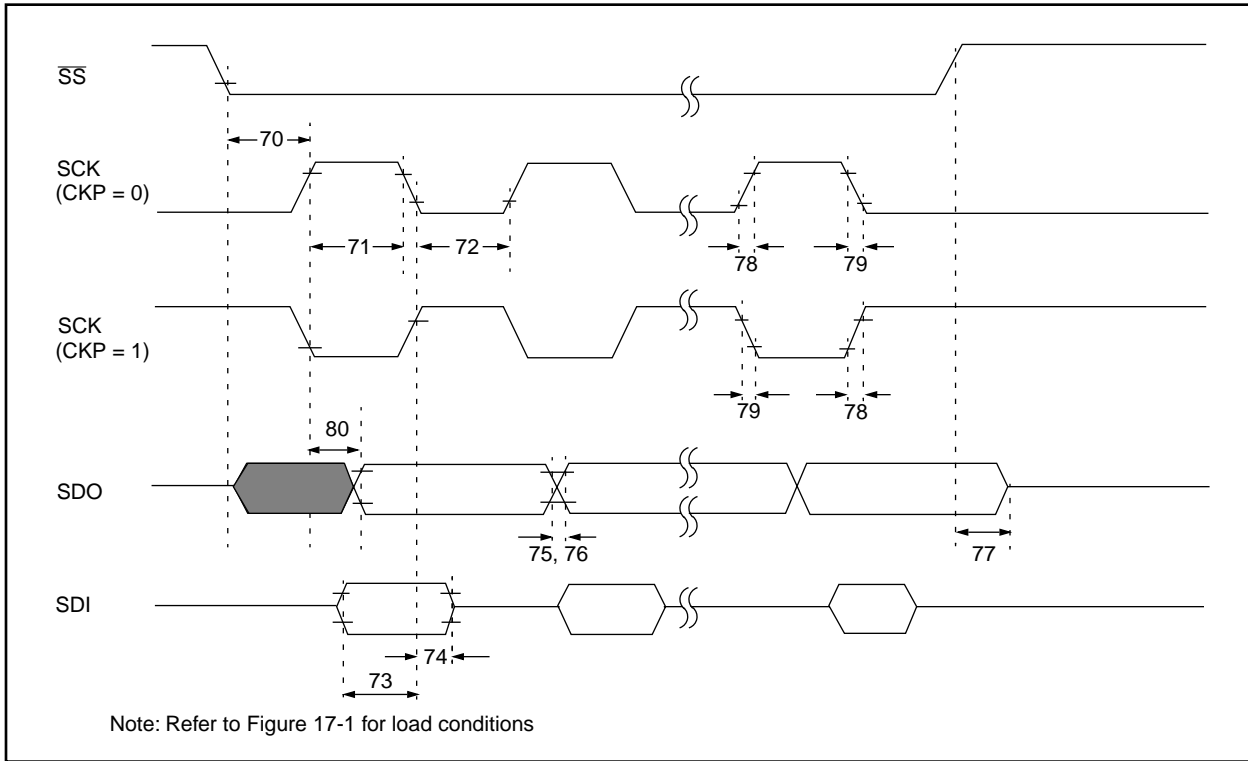 SS
70
SCK
(CKP = 0)
71
72
78
79
SCK
(CKP = 1)
79
78
80
SDO
75, 76
77
SDI
74
73
Note: Refer to Figure 17-1 for load conditions